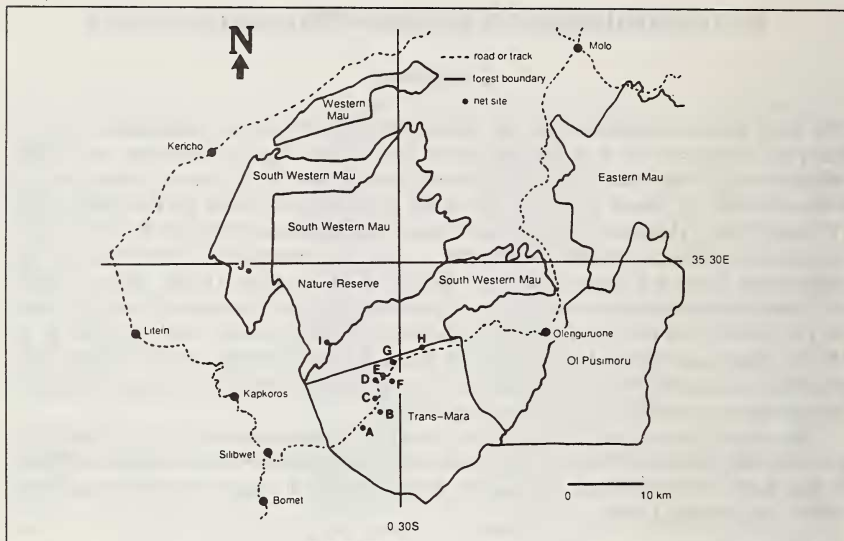 N
Molo
road or track
forest boundary
net site
Western
Mau
Kericho
South Western Mau
Eastern Mau
South Western Mau
J
35 30E
Nature Reserve
South Western
Mau
Litein
I
H
Olenguruone
G
Ol Pusimoru
E
D
F
Kapkoros
C
B
Trans-Mara
A
Silibwet
Bomet
0
10 km
0 30S